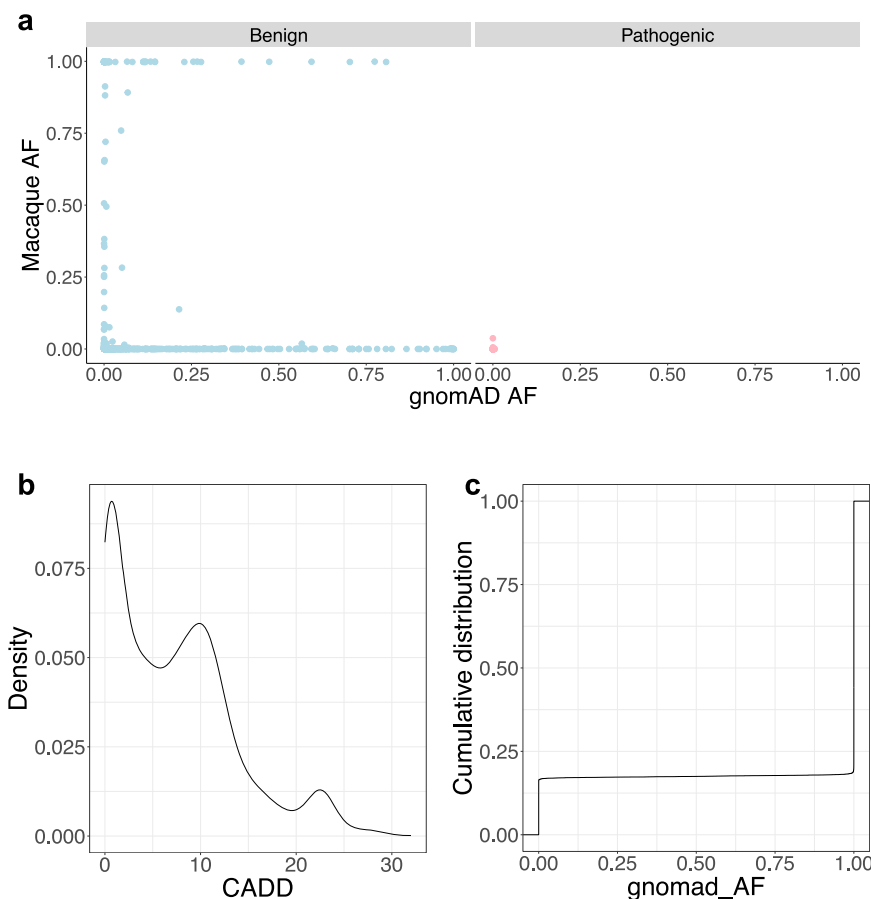 a
Benign Pathogenic
1.00
0.75
0.50
0.25
0.00
Macaque AF
0.00 0.25 0.50 0.75 1.00 0.00 0.25 0.50 0.75 1.00
gnomAD AF
b
0.075
0.050
0.025
0.000
Density
0 10 20 30
CADD
c
1.00
0.75
0.50
0.25
0.00
Cumulative distribution
0.00 0.25 0.50 0.75 1.00
gnomad_AF